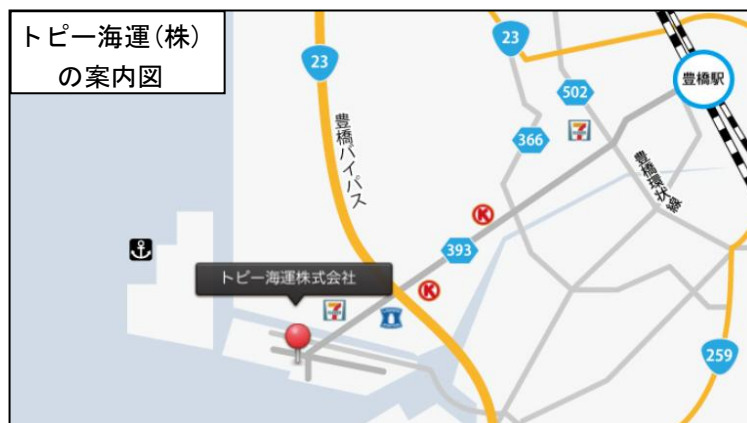 トピー海運(株)
の案内図
23
23
豊橋駅
502
366
豊橋バイパス
豊橋環状線
K
393
トピー海運株式会社
K
7
7
259